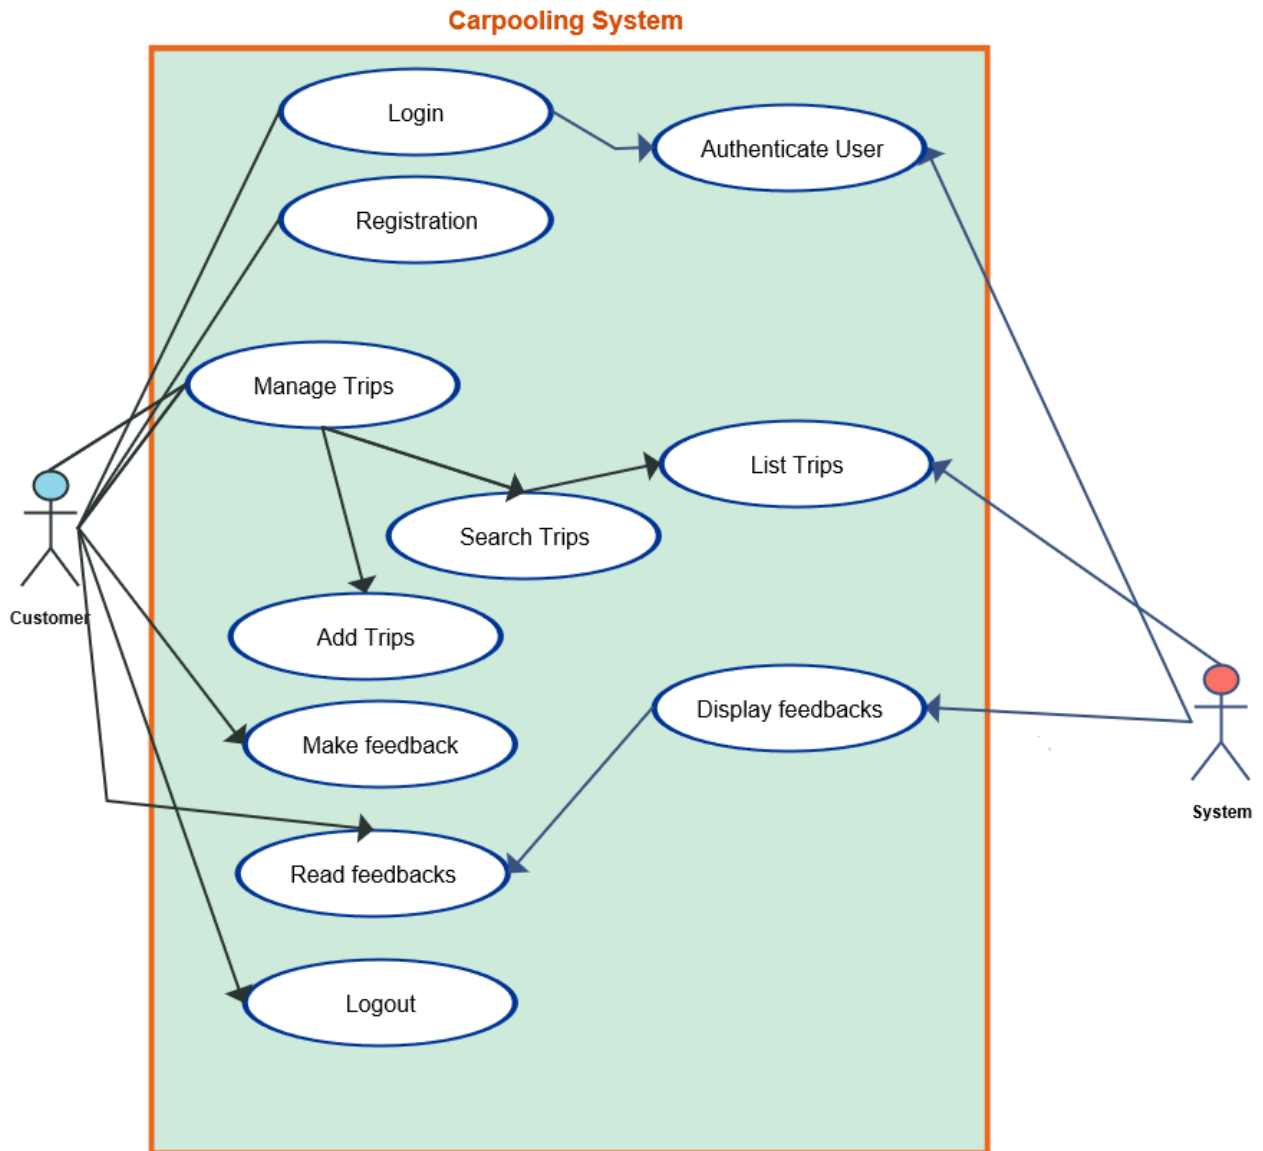 Carpooling System
Login
Authenticate User
Registration
Manage Trips
List Trips
Search Trips
Customer
Add Trips
Display feedbacks
Make feedback
System
Read feedbacks
Logout